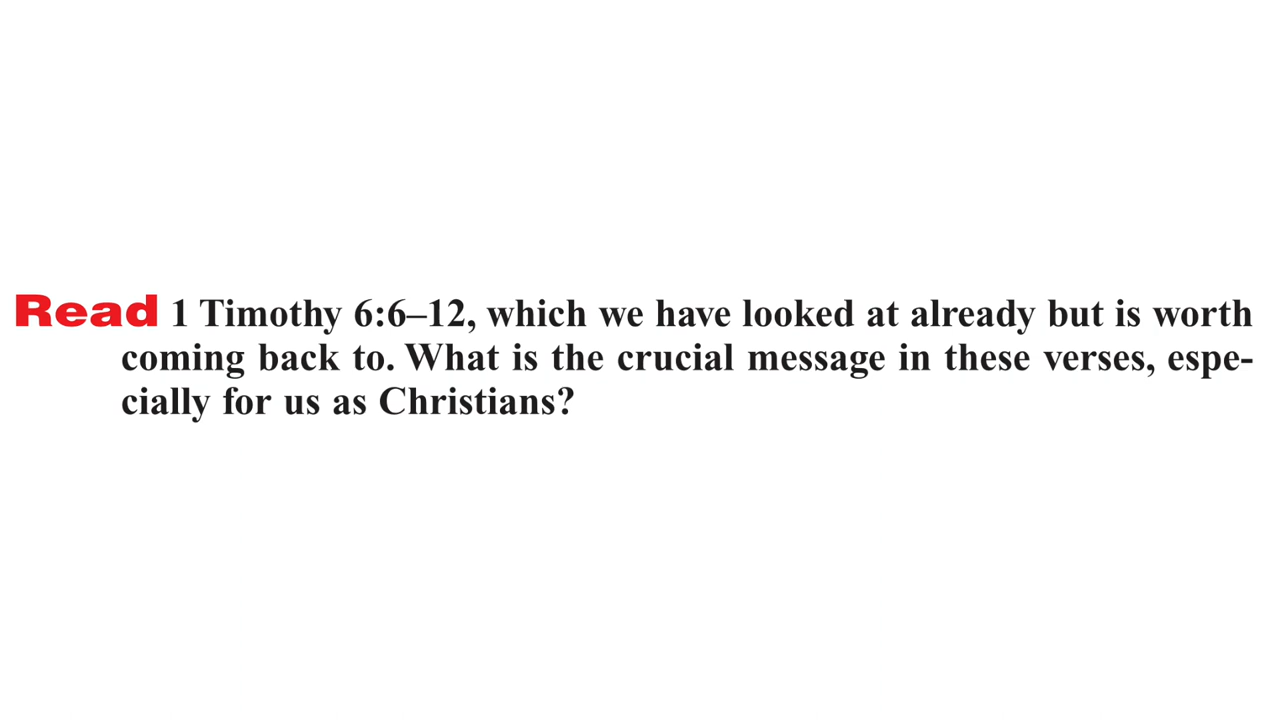 Read 1 Timothy 6:6–12, which we have looked at already but is worth
coming back to. What is the crucial message in these verses, espe-
cially for us as Christians?